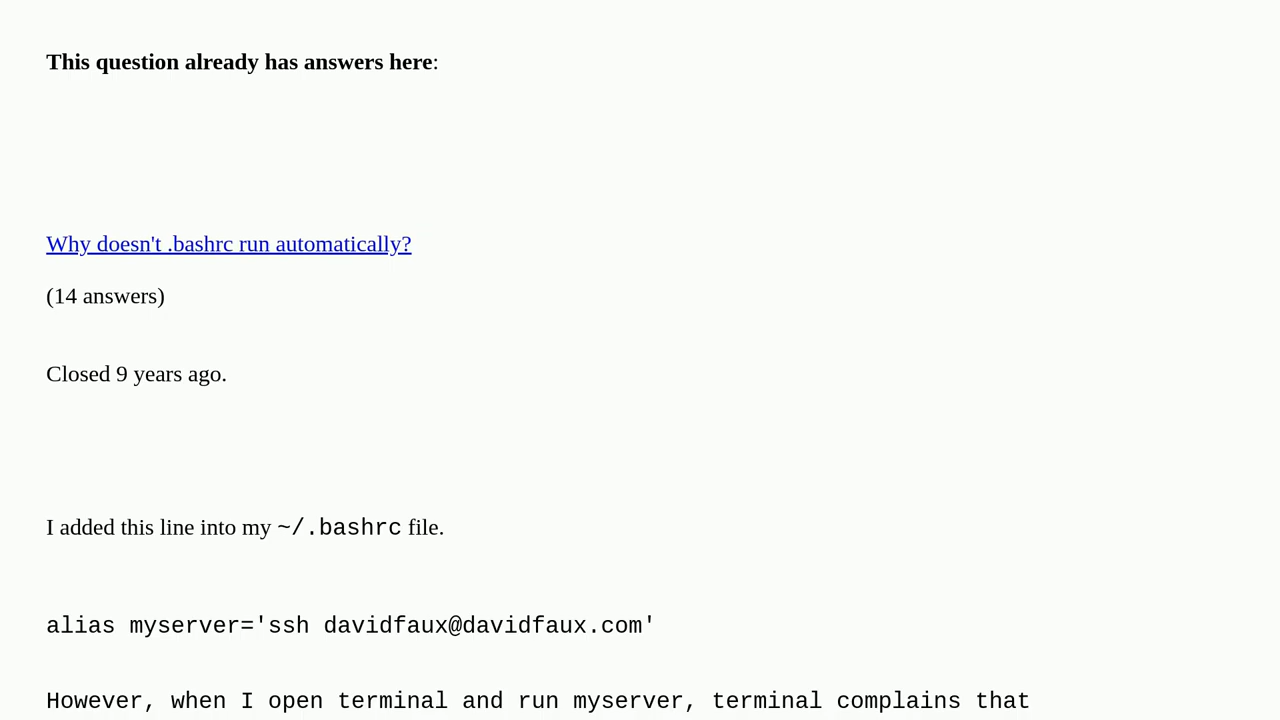 This question already has answers here:
Why doesn't .bashrc run automatically?
(14 answers)
Closed 9 years ago.
I added this line into my ~/.bashrc file.
alias myserver='ssh davidfaux@davidfaux.com'
However, when I open terminal and run myserver, terminal complains that